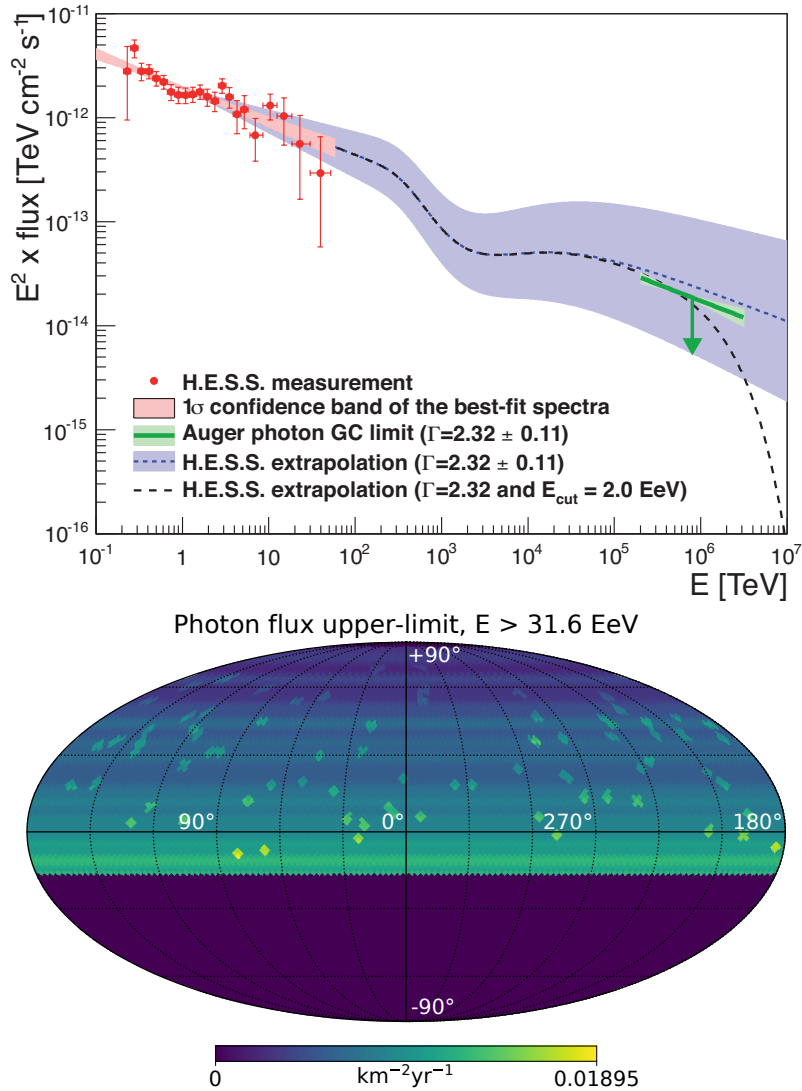 E² x flux [TeV cm⁻² s⁻¹]
10⁻¹¹
10⁻¹²
10⁻¹³
10⁻¹⁴
10⁻¹⁵
10⁻¹⁶
H.E.S.S. measurement
1σ confidence band of the best-fit spectra
Auger photon GC limit (Γ=2.32 ± 0.11)
H.E.S.S. extrapolation (Γ=2.32 ± 0.11)
H.E.S.S. extrapolation (Γ=2.32 and E_cut = 2.0 EeV)
10⁻¹ 1 10 10² 10³ 10⁴ 10⁵ 10⁶ 10⁷
E [TeV]
Photon flux upper-limit, E > 31.6 EeV
+90°
90° 0° 270° 180°
-90°
0 km⁻²yr⁻¹ 0.01895